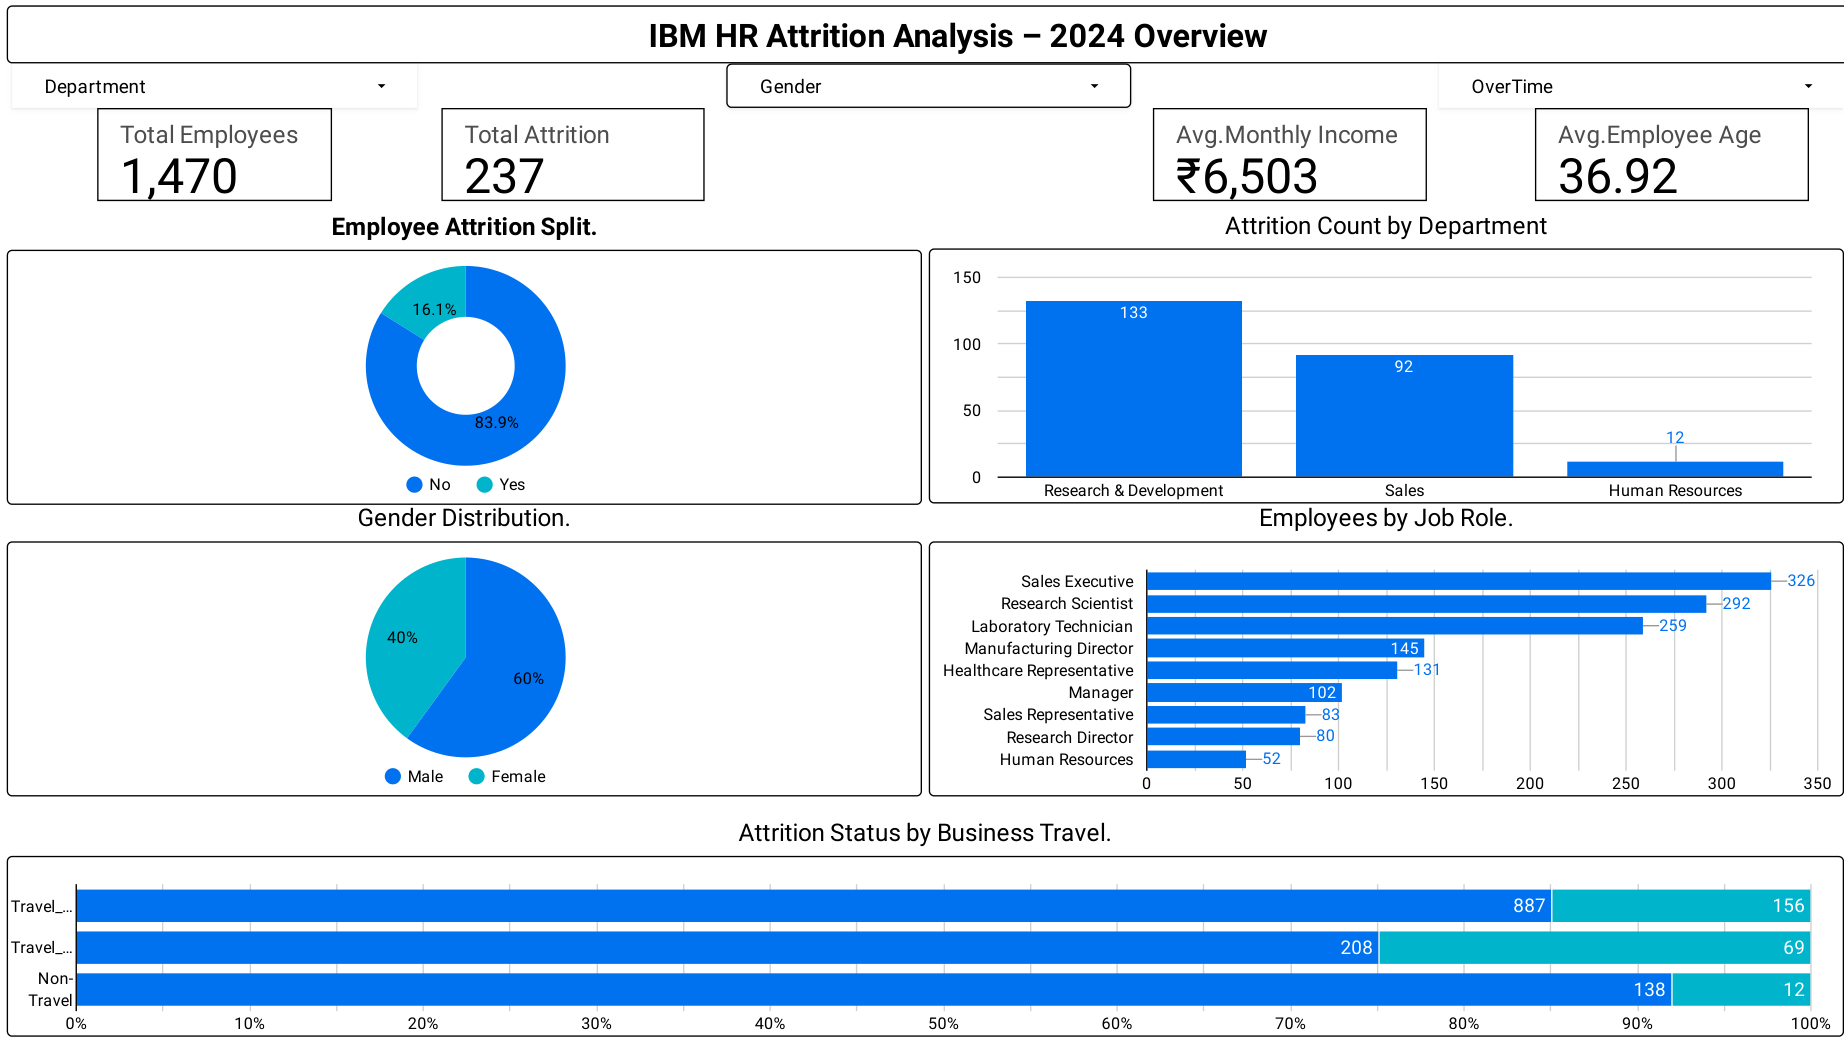 IBM HR Attrition Analysis – 2024 Overview
Department
Gender
OverTime
Total Employees
1,470
Total Attrition
237
Avg.Monthly Income
₹6,503
Avg.Employee Age
36.92
Employee Attrition Split.
16.1%
83.9%
No Yes
Attrition Count by Department
150
100
50
0
133
92
12
Research & Development
Sales
Human Resources
Gender Distribution.
40%
60%
Male Female
Employees by Job Role.
Sales Executive 326
Research Scientist 292
Laboratory Technician 259
Manufacturing Director 145
Healthcare Representative 131
Manager 102
Sales Representative 83
Research Director 80
Human Resources 52
0 50 100 150 200 250 300 350
Attrition Status by Business Travel.
Travel_... 887 156
Travel_... 208 69
Non-
Travel 138 12
0% 10% 20% 30% 40% 50% 60% 70% 80% 90% 100%